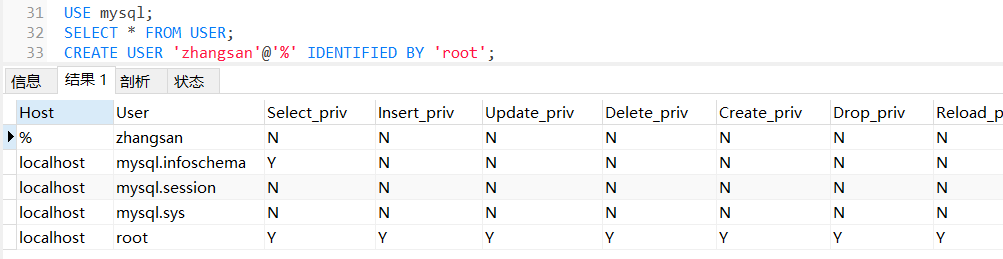 31 USE mysql;
32 SELECT * FROM USER;
33 CREATE USER 'zhangsan'@'%' IDENTIFIED BY 'root';
信息 结果 1 剖析 状态
Host User Select_priv Insert_priv Update_priv Delete_priv Create_priv Drop_priv Reload_p
% zhangsan N N N N N N N
localhost mysql.infoschema Y N N N N N N
localhost mysql.session N N N N N N N
localhost mysql.sys N N N N N N N
localhost root Y Y Y Y Y Y Y